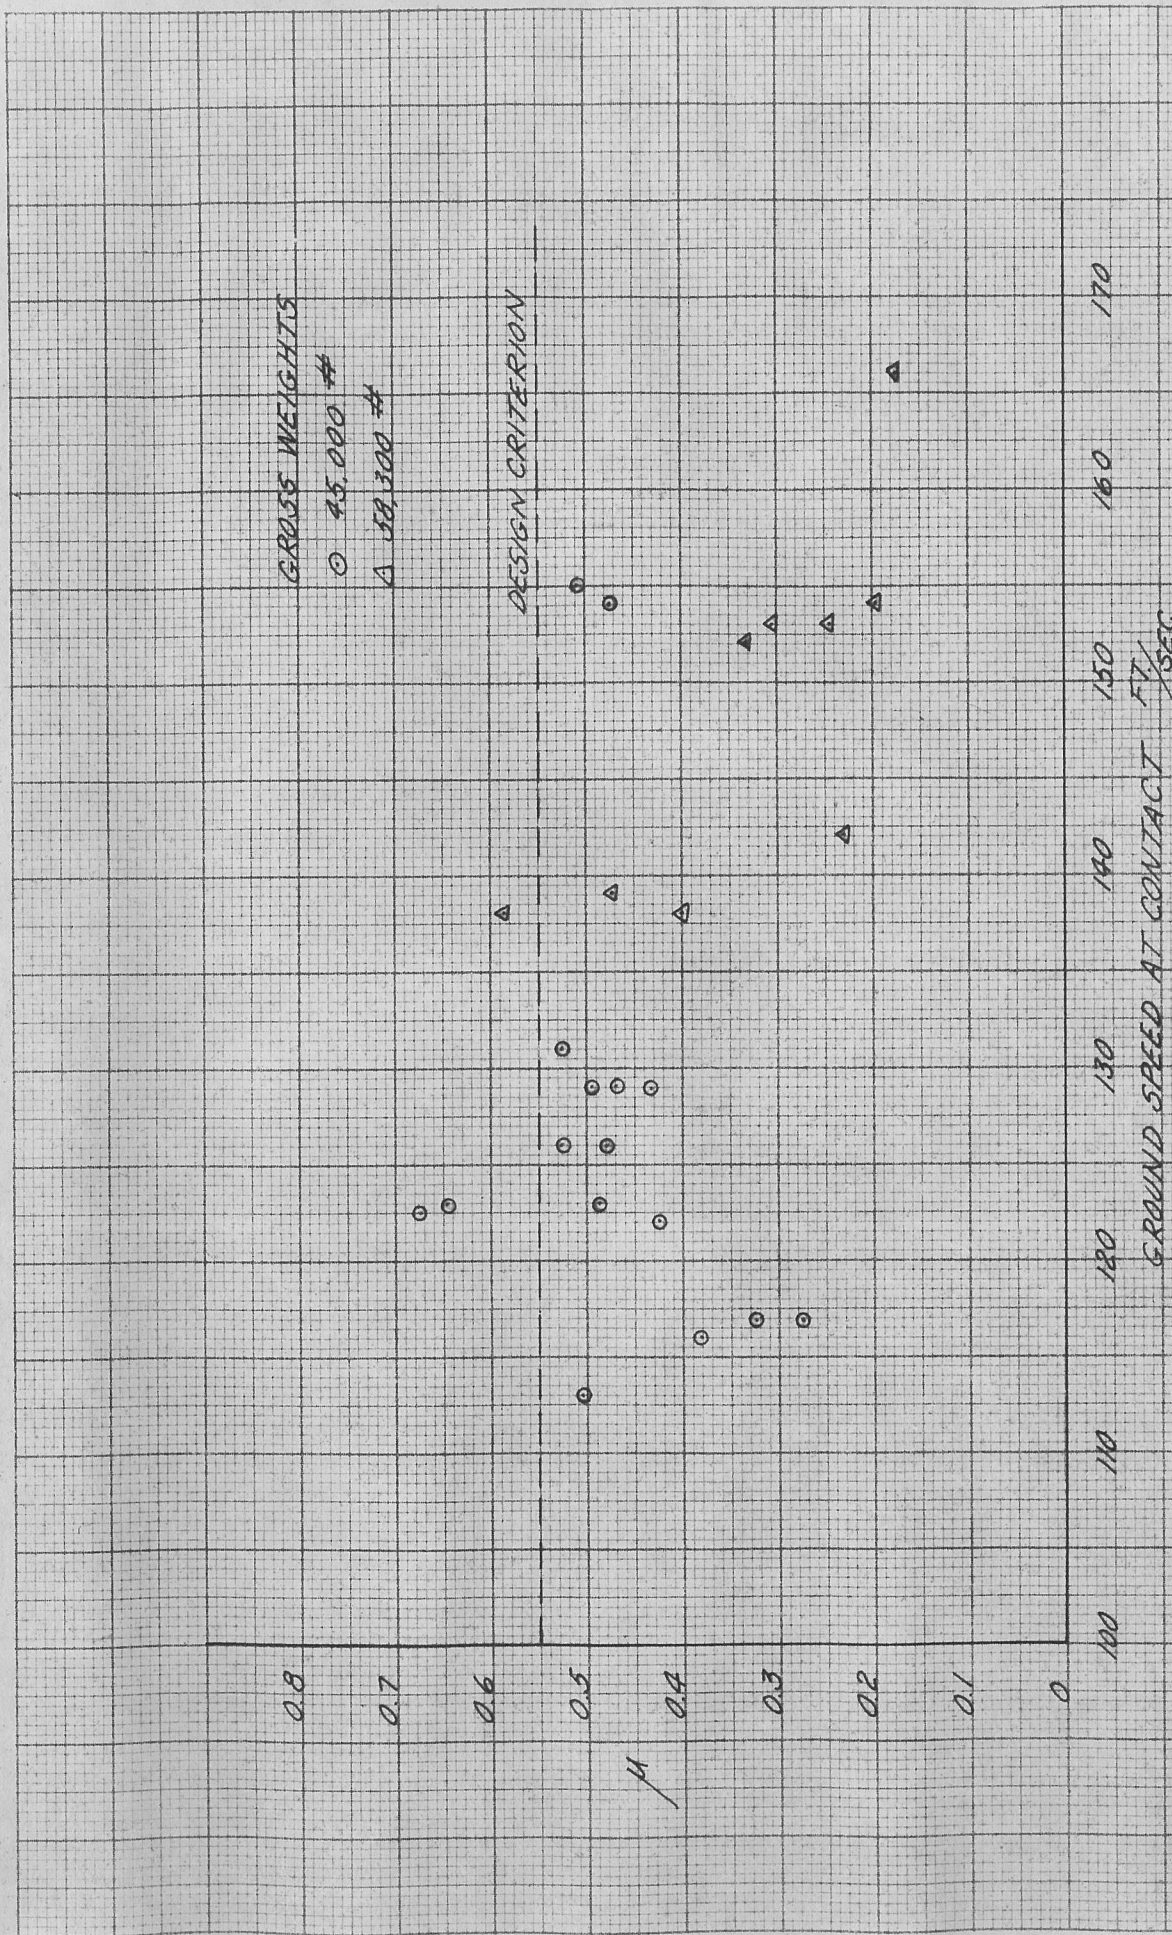 GROSS WEIGHTS
⊙ 45,000 #
△ 58,300 #
DESIGN CRITERION
0.8
0.7
0.6
0.5
0.4
0.3
0.2
0.1
0
μ
100 110 120 130 140 150 160 170
GROUND SPEED AT CONTACT FT./SEC